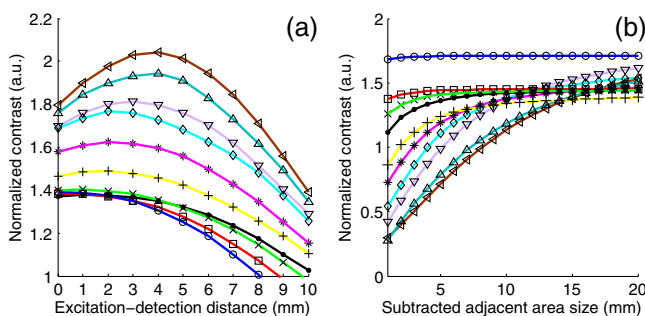 (a)
Normalized contrast (a.u.)
2.2
2
1.8
1.6
1.4
1.2
1
0 1 2 3 4 5 6 7 8 9 10
Excitation−detection distance (mm)
(b)
Normalized contrast (a.u.)
2
1.5
1
0.5
0
5 10 15 20
Subtracted adjacent area size (mm)